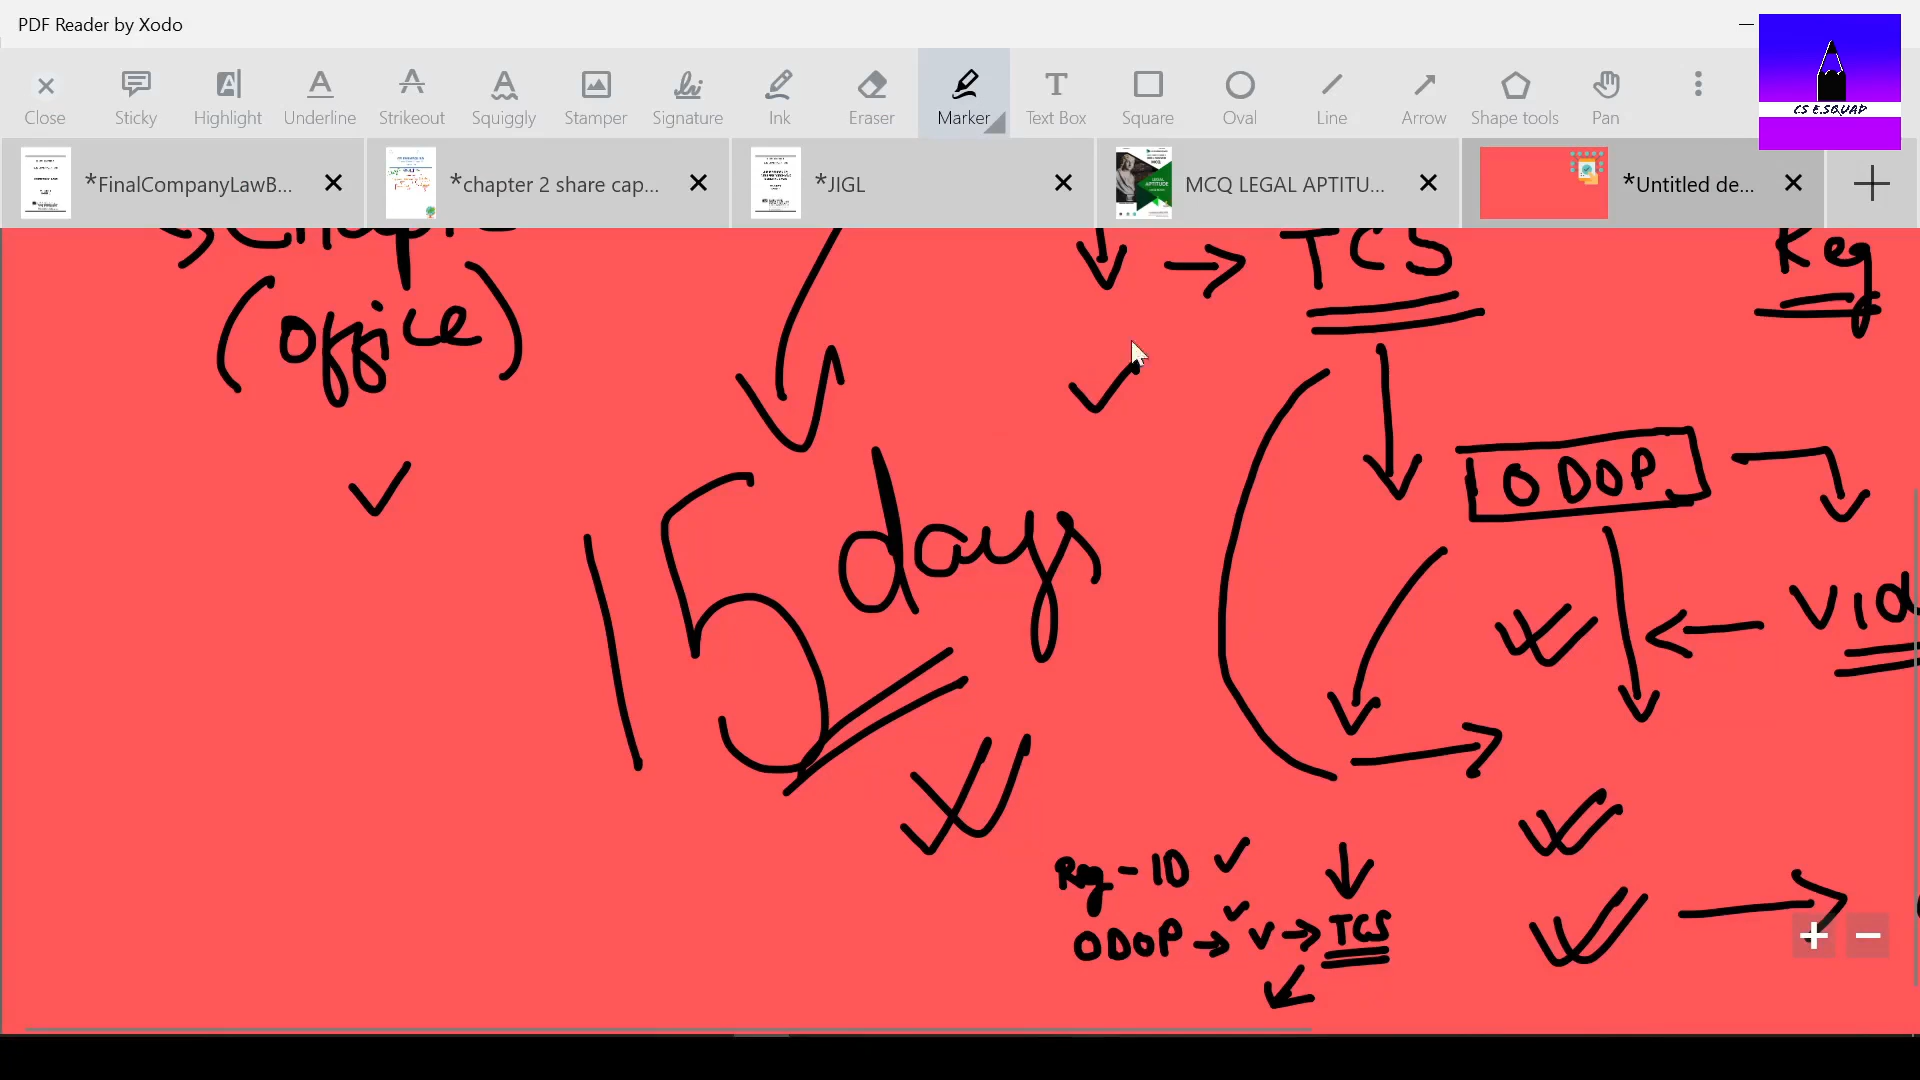 PDF Reader by Xodo
Close Sticky Highlight Underline Strikeout Squiggly Stamper Signature Ink Eraser Marker Text Box Square Oval Line Arrow Shape tools Pan
CS E.SQUAD
*FinalCompanyLawB... *chapter 2 share cap... *JIGL MCQ LEGAL APTITU... *Untitled de...
→ TCS
Reg
(office)
ODOP
15 days
Reg - ID
ODOP → V → TCS